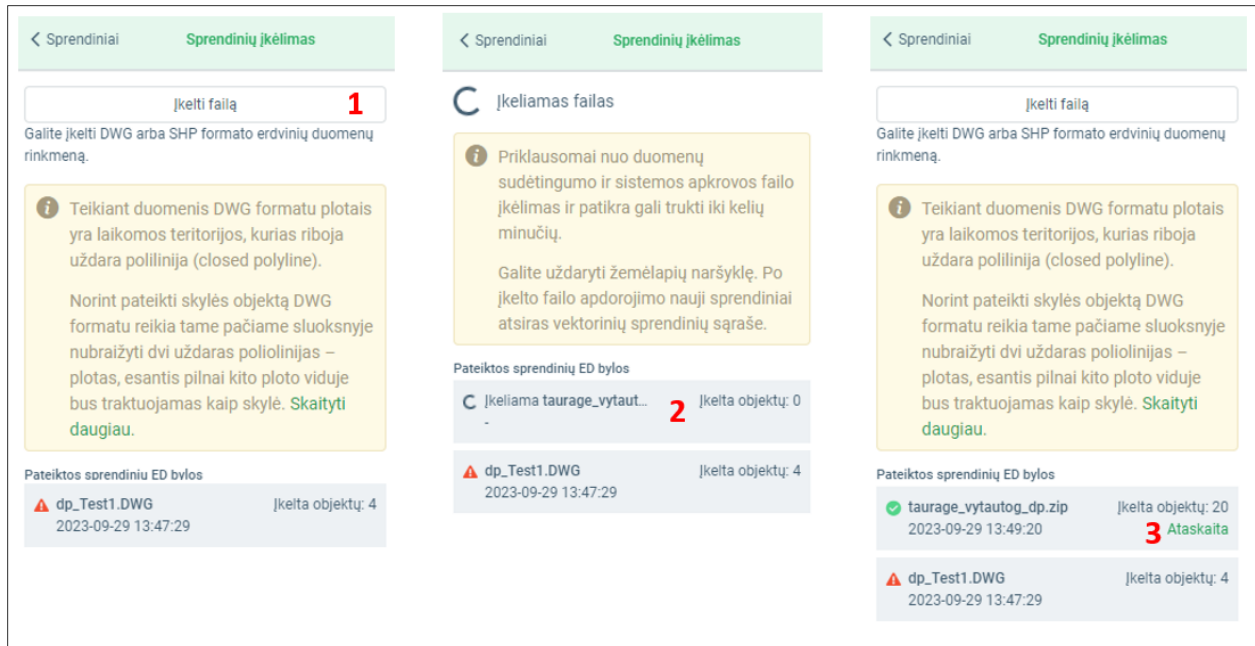 Sprendiniai Sprendinių įkėlimas
Įkelti failą 1
Galite įkelti DWG arba SHP formato erdvinių duomenų
rinkmeną.
Teikiant duomenis DWG formatu plotais
yra laikomos teritorijos, kurias riboja
uždara polilinija (closed polyline).
Norint pateikti skylės objektą DWG
formatu reikia tame pačiame sluoksnyje
nubraižyti dvi uždaras poliolinijas –
plotas, esantis pilnai kito ploto viduje
bus traktuojamas kaip skylė. Skaityti
daugiau.
Pateiktos sprendinių ED bylos
dp_Test1.DWG Įkelta objektų: 4
2023-09-29 13:47:29
Sprendiniai Sprendinių įkėlimas
Įkeliamas failas
Priklausomai nuo duomenų
sudėtingumo ir sistemos apkrovos failo
įkėlimas ir patikra gali trukti iki kelių
minučių.
Galite uždaryti žemėlapių naršyklę. Po
įkelto failo apdorojimo nauji sprendiniai
atsiras vektorinių sprendinių sąraše.
Pateiktos sprendinių ED bylos
Įkeliama taurage_vytaut... 2 Įkelta objektų: 0
-
dp_Test1.DWG Įkelta objektų: 4
2023-09-29 13:47:29
Sprendiniai Sprendinių įkėlimas
Įkelti failą
Galite įkelti DWG arba SHP formato erdvinių duomenų
rinkmeną.
Teikiant duomenis DWG formatu plotais
yra laikomos teritorijos, kurias riboja
uždara polilinija (closed polyline).
Norint pateikti skylės objektą DWG
formatu reikia tame pačiame sluoksnyje
nubraižyti dvi uždaras poliolinijas –
plotas, esantis pilnai kito ploto viduje
bus traktuojamas kaip skylė. Skaityti
daugiau.
Pateiktos sprendinių ED bylos
taurage_vytautog_dp.zip Įkelta objektų: 20
2023-09-29 13:49:20 3 Ataskaita
dp_Test1.DWG Įkelta objektų: 4
2023-09-29 13:47:29